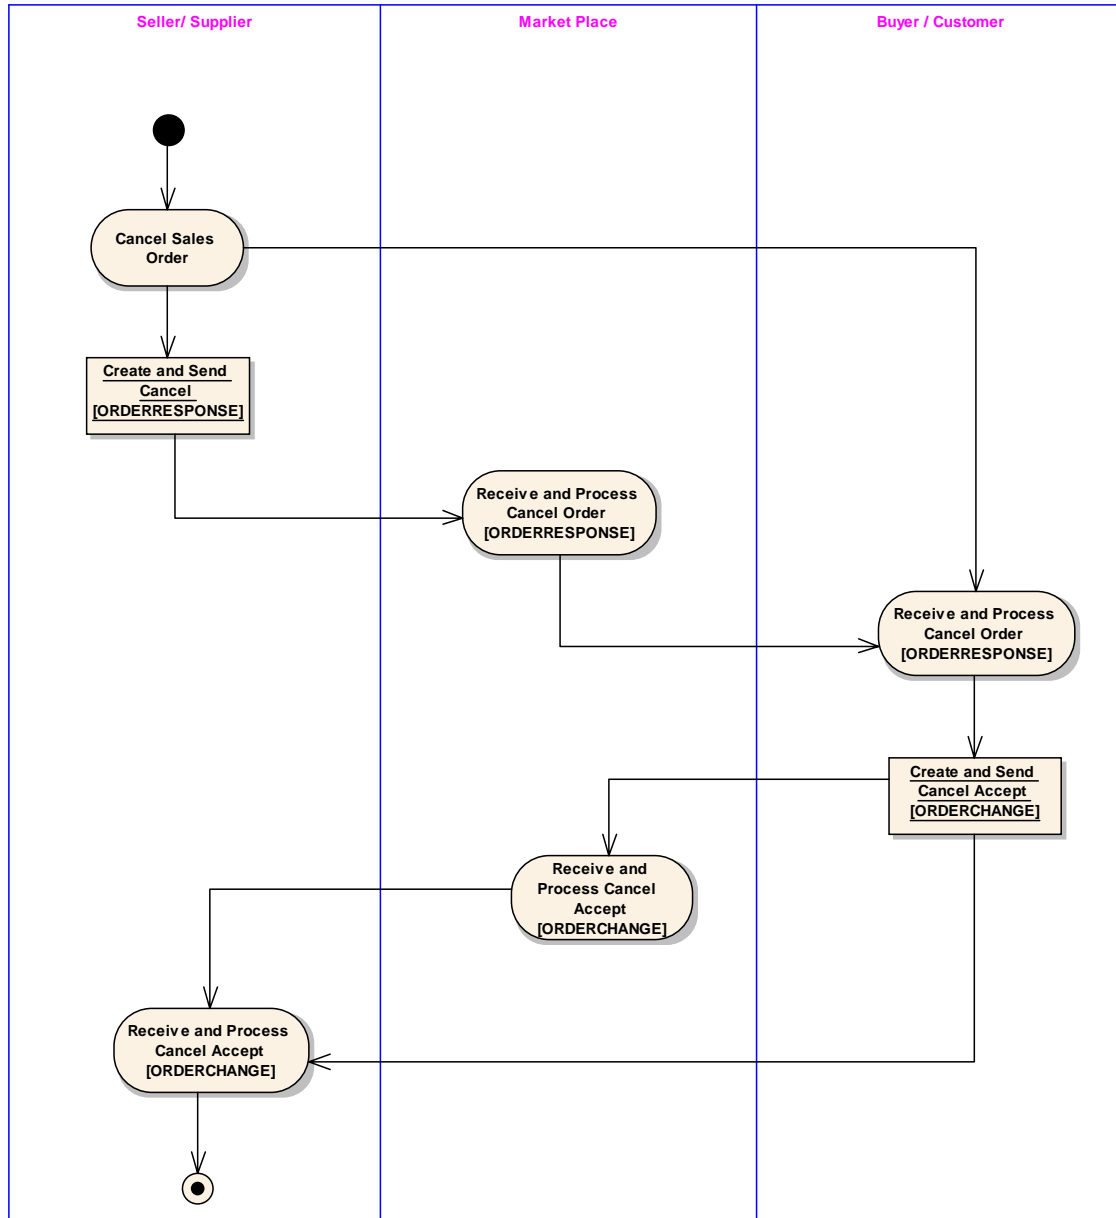 Seller/ Supplier
Market Place
Buyer / Customer
Cancel Sales
Order
Create and Send
Cancel
[ORDERRESPONSE]
Receive and Process
Cancel Order
[ORDERRESPONSE]
Receive and Process
Cancel Order
[ORDERRESPONSE]
Create and Send
Cancel Accept
[ORDERCHANGE]
Receive and
Process Cancel
Accept
[ORDERCHANGE]
Receive and Process
Cancel Accept
[ORDERCHANGE]